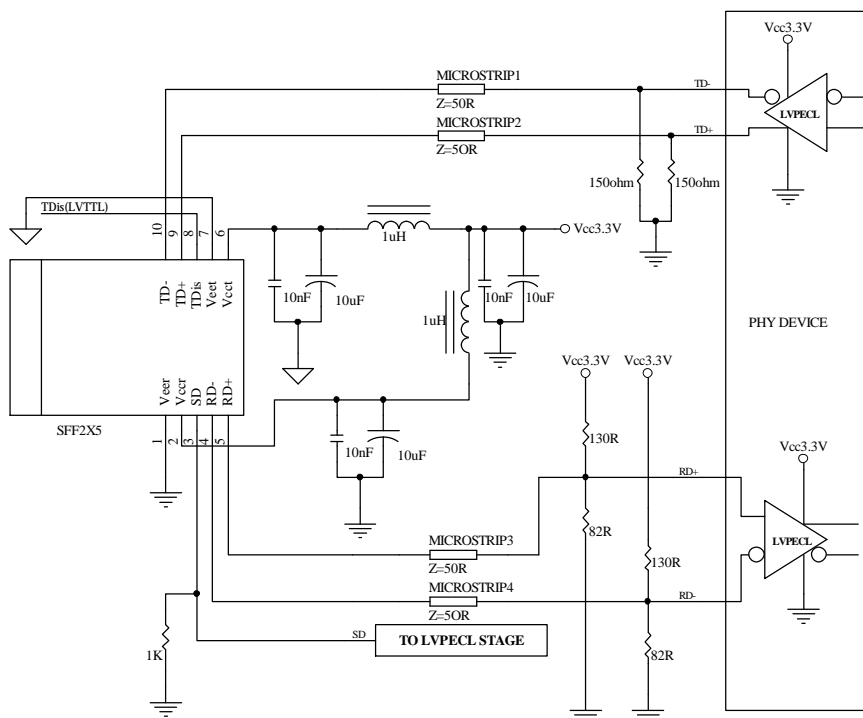 Vcc3.3V
MICROSTRIP1
TD-
Z=50R
LVPECL
MICROSTRIP2
TD+
Z=5OR
150ohm
150ohm
TDis(LVTTL)
10
9
8
7
6
1uH
Vcc3.3V
TD-
TD+
TDis
Veet
Vcct
10nF
10uF
10nF
10uF
1uH
PHY DEVICE
Veer
Vccr
SD
RD-
RD+
Vcc3.3V
Vcc3.3V
SFF2X5
1
2
3
4
5
130R
10nF
10uF
Vcc3.3V
RD+
82R
LVPECL
MICROSTRIP3
Z=50R
130R
MICROSTRIP4
Z=5OR
RD-
SD
TO LVPECL STAGE
1K
82R